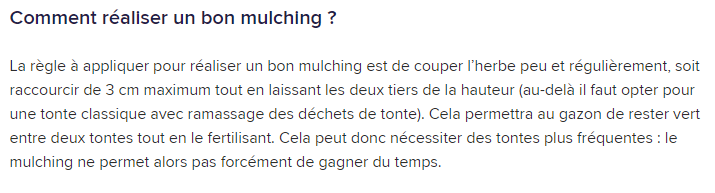 Comment réaliser un bon mulching ?
La règle à appliquer pour réaliser un bon mulching est de couper l’herbe peu et régulièrement, soit
raccourcir de 3 cm maximum tout en laissant les deux tiers de la hauteur (au-delà il faut opter pour
une tonte classique avec ramassage des déchets de tonte). Cela permettra au gazon de rester vert
entre deux tontes tout en le fertilisant. Cela peut donc nécessiter des tontes plus fréquentes : le
mulching ne permet alors pas forcément de gagner du temps.